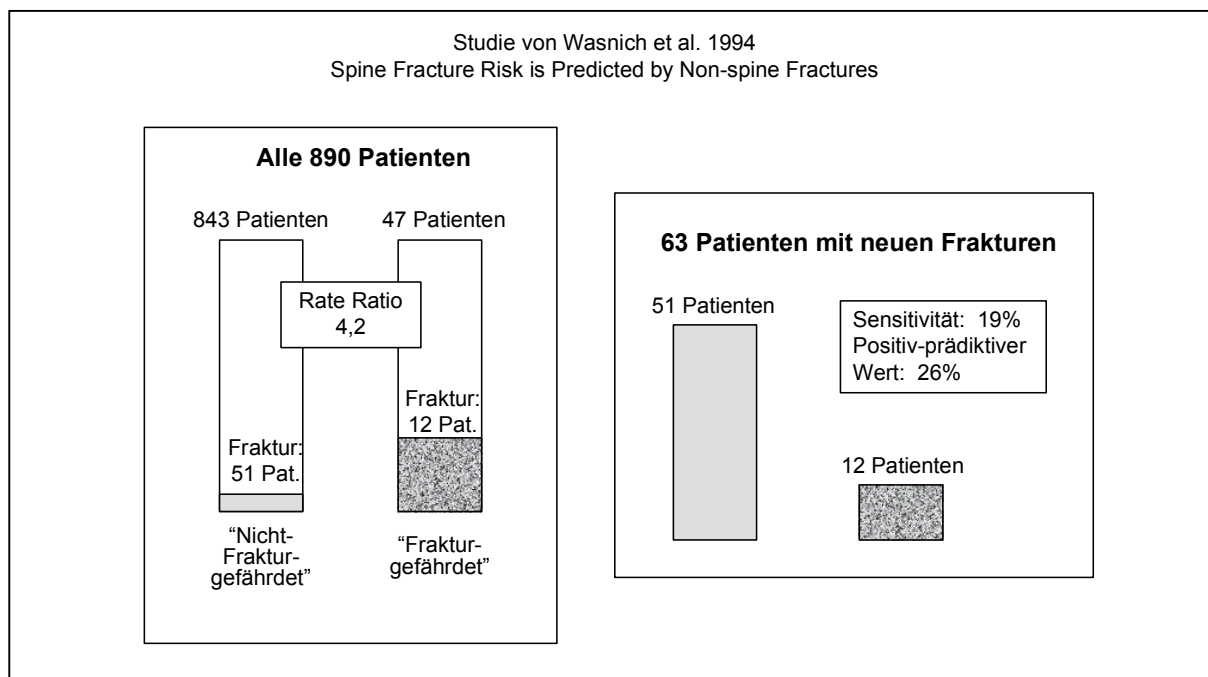 Studie von Wasnich et al. 1994
Spine Fracture Risk is Predicted by Non-spine Fractures
Alle 890 Patienten
843 Patienten
47 Patienten
Rate Ratio
4,2
Fraktur:
12 Pat.
Fraktur:
51 Pat.
“Nicht-
Fraktur-
gefährdet”
“Fraktur-
gefährdet”
63 Patienten mit neuen Frakturen
51 Patienten
Sensitivität: 19%
Positiv-prädiktiver
Wert: 26%
12 Patienten